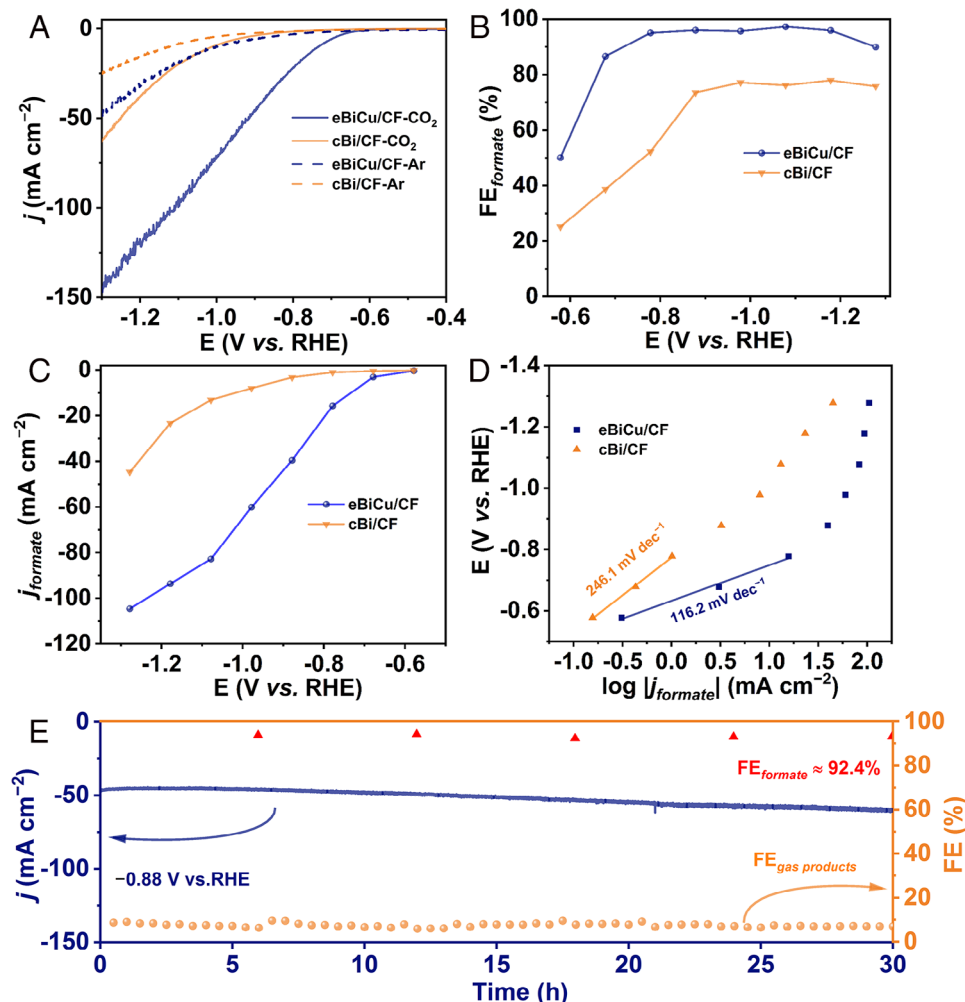 A
0
-50
-100
-150
j (mA cm⁻²)
eBiCu/CF-CO₂
cBi/CF-CO₂
eBiCu/CF-Ar
cBi/CF-Ar
-1.2 -1.0 -0.8 -0.6 -0.4
E (V vs. RHE)
B
100
80
60
40
20
0
FEformate (%)
eBiCu/CF
cBi/CF
-0.6 -0.8 -1.0 -1.2
E (V vs. RHE)
C
0
-20
-40
-60
-80
-100
-120
jformate (mA cm⁻²)
eBiCu/CF
cBi/CF
-1.2 -1.0 -0.8 -0.6
E (V vs. RHE)
D
-1.4
-1.2
-1.0
-0.8
-0.6
E (V vs. RHE)
eBiCu/CF
cBi/CF
246.1 mV dec⁻¹
116.2 mV dec⁻¹
-1.0 -0.5 0.0 0.5 1.0 1.5 2.0
log |jformate| (mA cm⁻²)
E
0
-50
-100
-150
j (mA cm⁻²)
100
80
60
40
20
0
FE (%)
FEformate ≈ 92.4%
−0.88 V vs.RHE
FEgas products
0 5 10 15 20 25 30
Time (h)